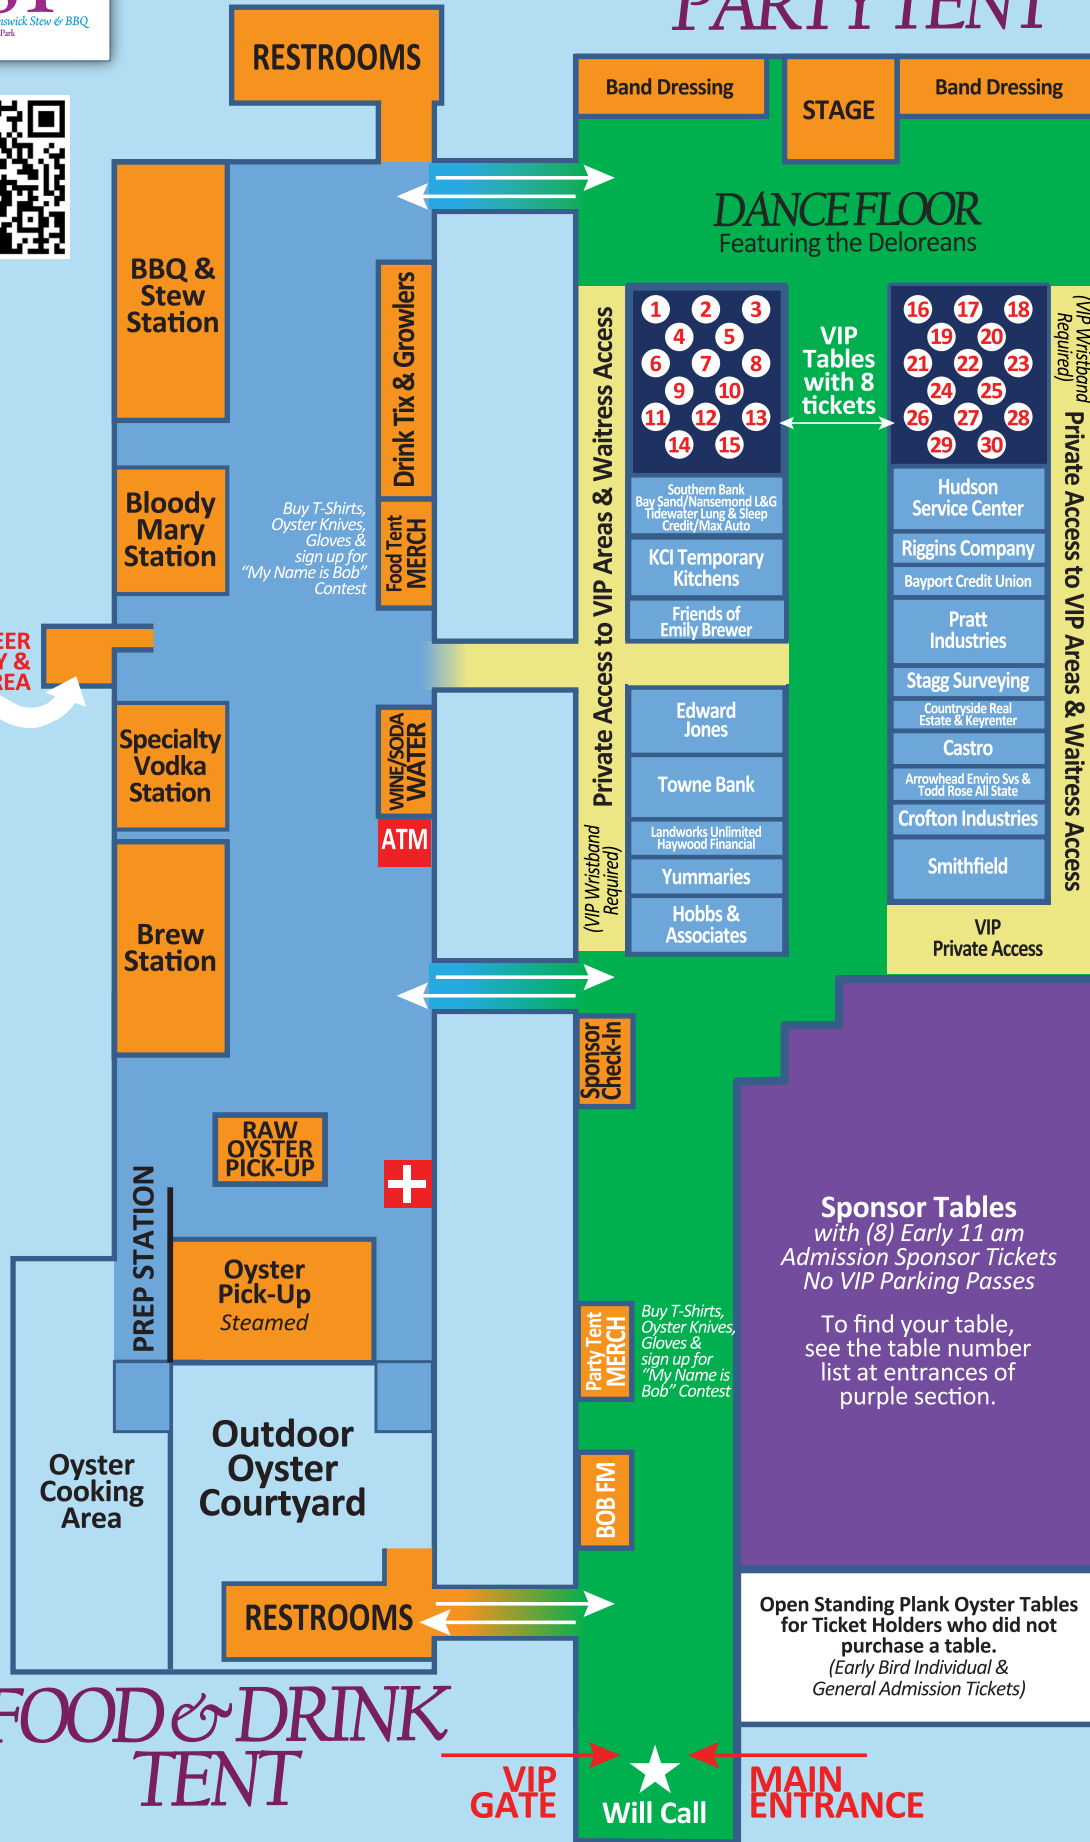 nswick Stew & BBQ
Park
PARTY TENT
RESTROOMS
Band Dressing
STAGE
Band Dressing
DANCE FLOOR
Featuring the Deloreans
BBQ &
Stew
Station
Drink Tix & Growlers
Bloody
Mary
Station
Buy T-Shirts,
Oyster Knives,
Gloves &
sign up for
“My Name is Bob”
Contest
Food Tent
MERCH
EER
Y &
REA
Specialty
Vodka
Station
WINE/SODA
WATER
ATM
Brew
Station
RAW
OYSTER
PICK-UP
PREP STATION
Oyster
Pick-Up
Steamed
Oyster
Cooking
Area
Outdoor
Oyster
Courtyard
RESTROOMS
FOOD & DRINK
TENT
Private Access to VIP Areas & Waitress Access
(VIP Wristband
Required)
1 2 3
4 5
6 7 8
9 10
11 12 13
14 15
VIP
Tables
with 8
tickets
16 17 18
19 20
21 22 23
24 25
26 27 28
29 30
(VIP Wristband
Required)
Private Access to VIP Areas & Waitress Access
Southern Bank
Bay Sand/Nansemond L&G
Tidewater Lung & Sleep
Credit/Max Auto
KCI Temporary
Kitchens
Friends of
Emily Brewer
Edward
Jones
Towne Bank
Landworks Unlimited
Haywood Financial
Yummaries
Hobbs &
Associates
Hudson
Service Center
Riggins Company
Bayport Credit Union
Pratt
Industries
Stagg Surveying
Countryside Real
Estate & Keyrenter
Castro
Arrowhead Enviro Svs &
Todd Rose All State
Crofton Industries
Smithfield
VIP
Private Access
Sponsor
Check-In
Sponsor Tables
with (8) Early 11 am
Admission Sponsor Tickets
No VIP Parking Passes
To find your table,
see the table number
list at entrances of
purple section.
Party Tent
MERCH
Buy T-Shirts,
Oyster Knives,
Gloves &
sign up for
“My Name is
Bob” Contest
BOB FM
Open Standing Plank Oyster Tables
for Ticket Holders who did not
purchase a table.
(Early Bird Individual &
General Admission Tickets)
VIP
GATE
Will Call
MAIN
ENTRANCE